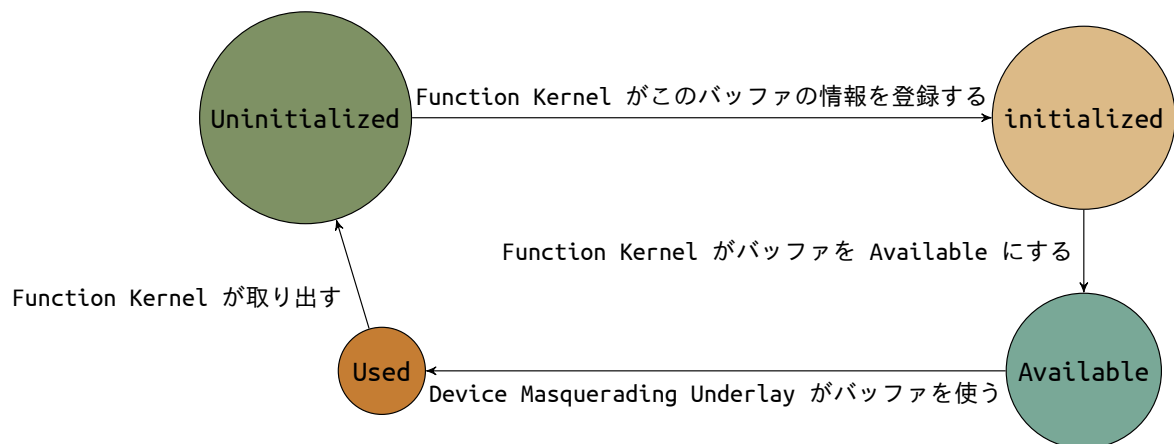 Uninitialized
Function Kernel がこのバッファの情報を登録する
initialized
Function Kernel がバッファを Available にする
Function Kernel が取り出す
Used
Device Masquerading Underlay がバッファを使う
Available